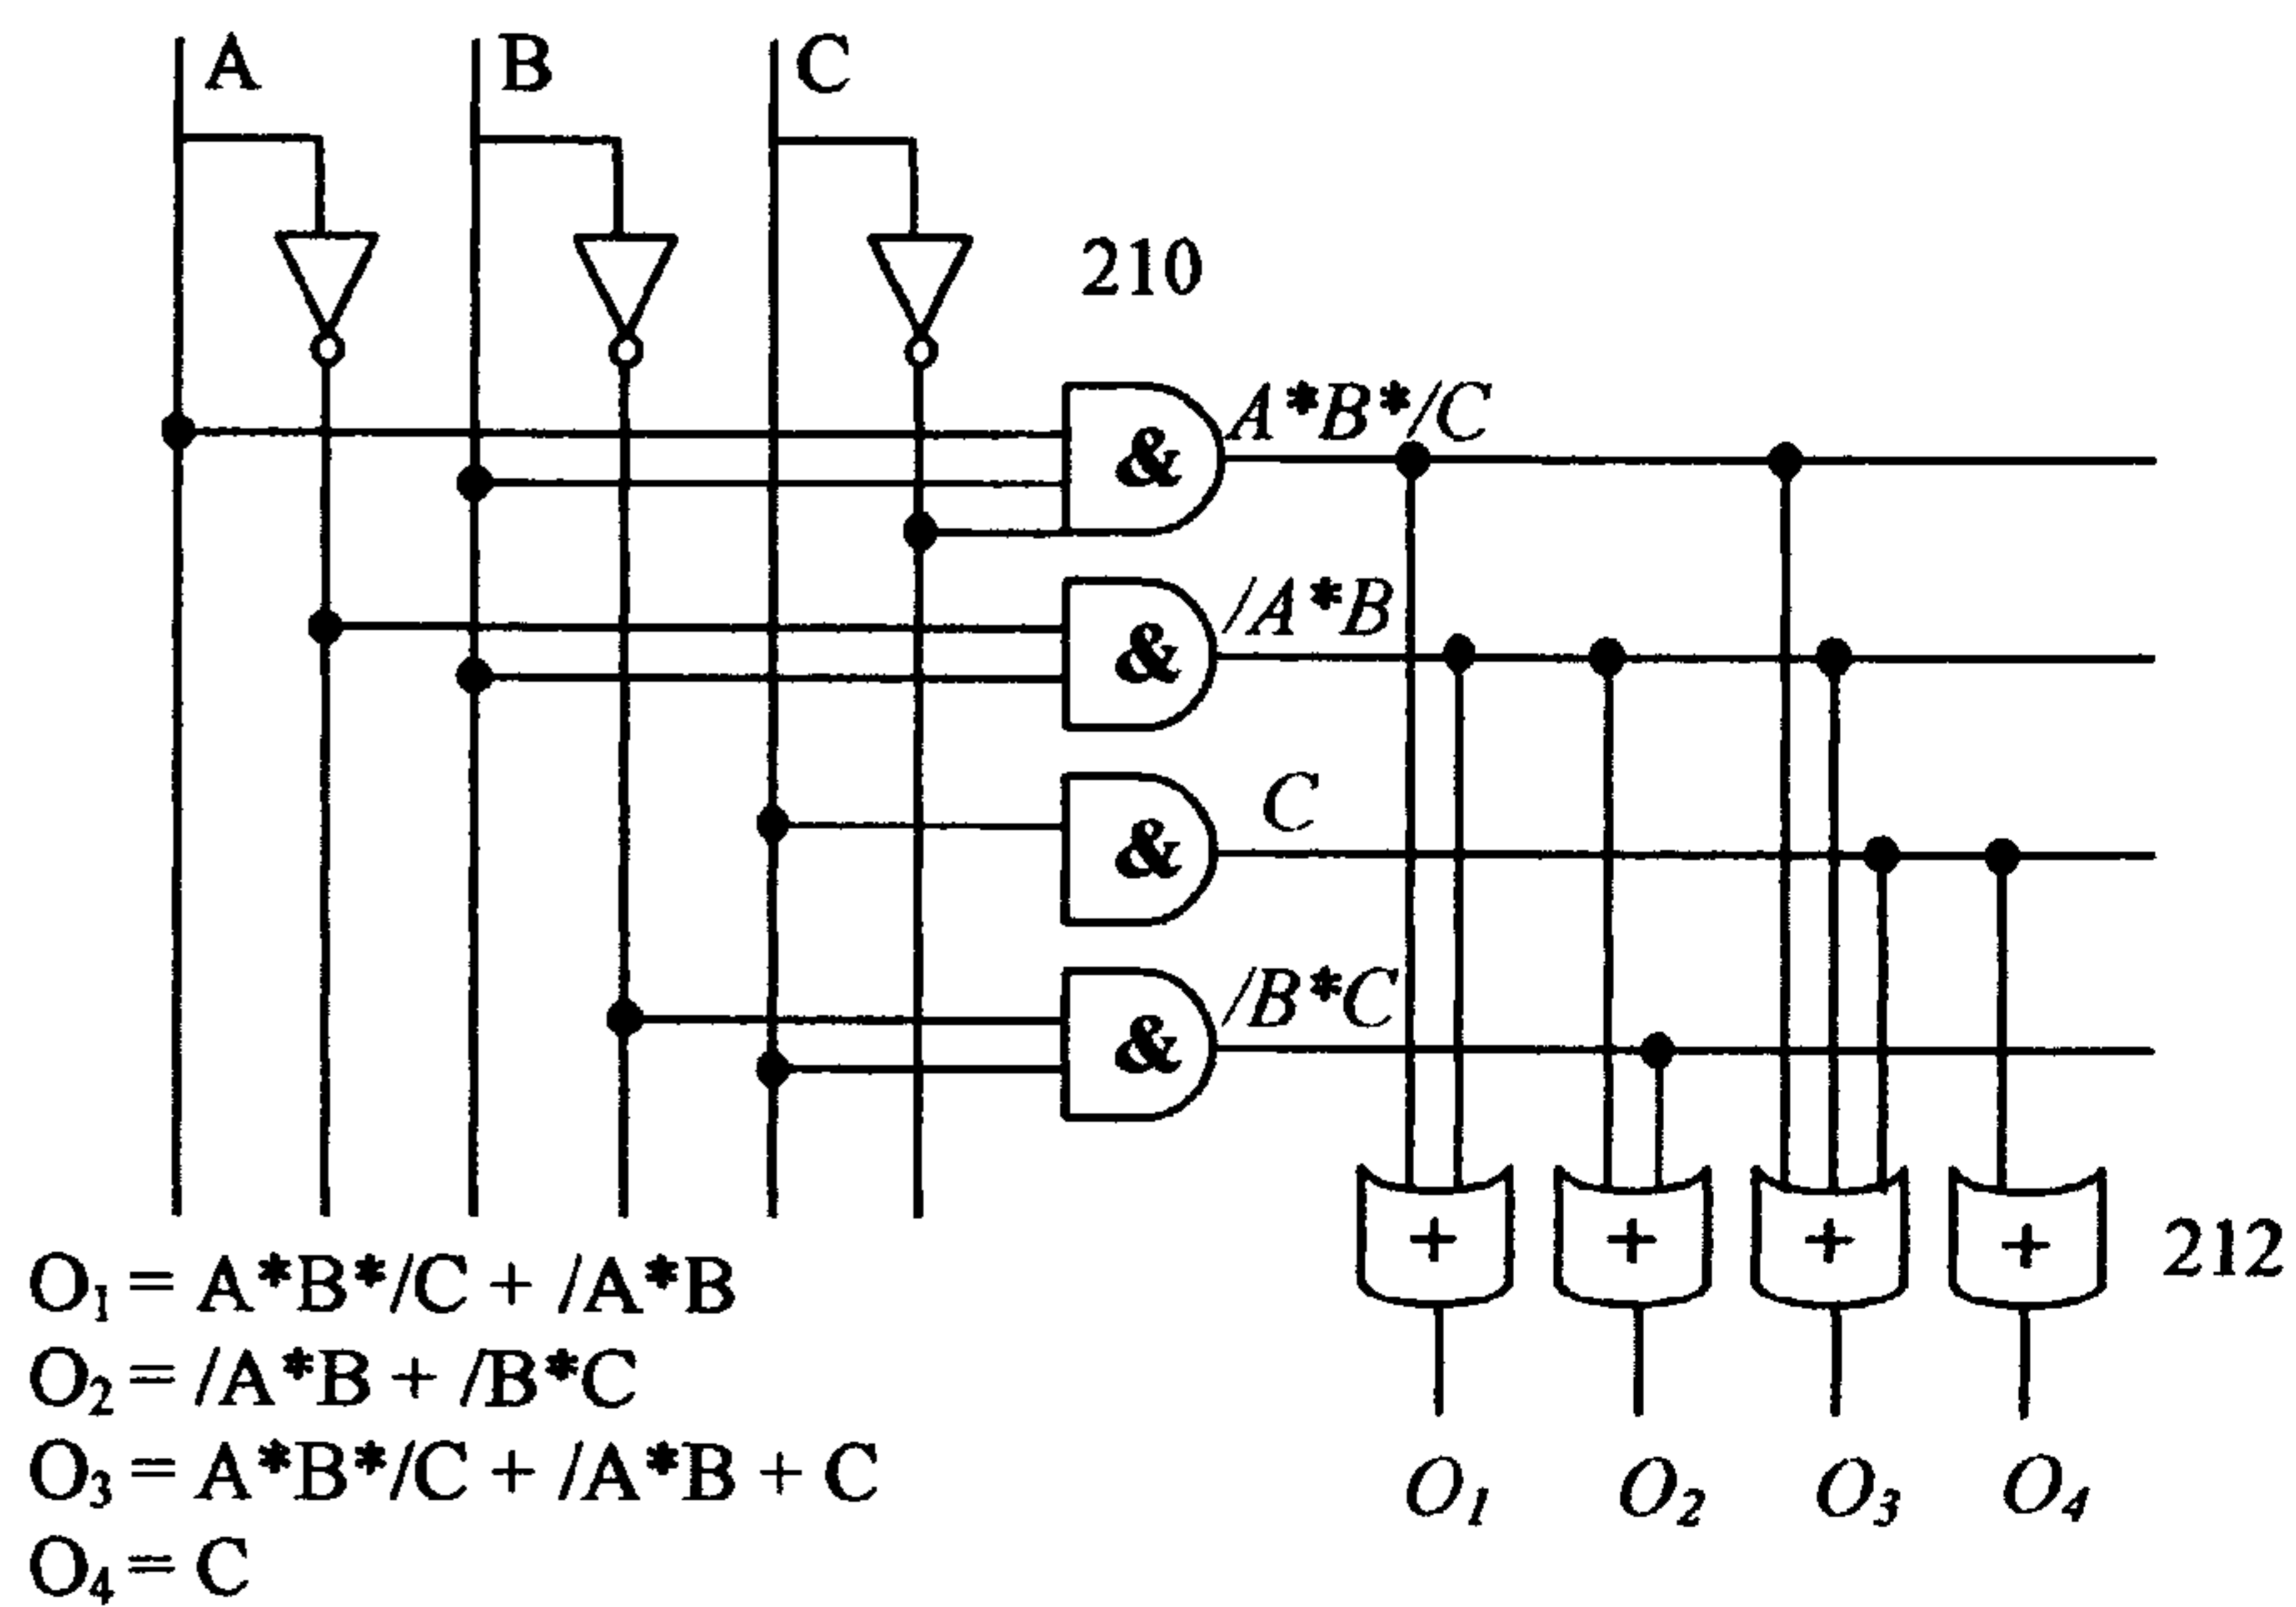 A
B
C
210
A*B*/C
&
/A*B
&
C
&
/B*C
&
+
+
+
+
212
O₁ = A*B*/C + /A*B
O₂ = /A*B + /B*C
O₃ = A*B*/C + /A*B + C
O₄ = C
O₁
O₂
O₃
O₄